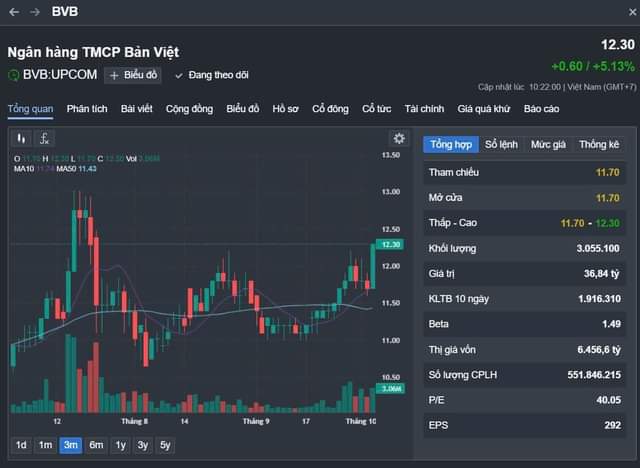 BVB
Ngân hàng TMCP Bản Việt
12.30
BVB:UPCOM
Biểu đồ
Đang theo dõi
+0.60 / +5.13%
Cập nhật lúc 10:22:00 | Việt Nam (GMT+7)
Tổng quan Phân tích Bài viết Cộng đồng Biểu đồ Hồ sơ Cổ đông Cổ tức Tài chính Giá quá khứ Báo cáo
O 11.70 H 12.30 L 11.70 C 12.30 Vol 3.06M
MA10 11.74 MA50 11.43
13.50
13.00
12.30
12.00
11.50
11.00
10.50
3.06M
12 Tháng 8 14 Tháng 9 17 Tháng 10
1d 1m 3m 6m 1y 3y 5y
Tổng hợp Sổ lệnh Mức giá Thống kê
Tham chiếu 11.70
Mở cửa 11.70
Thấp - Cao 11.70 - 12.30
Khối lượng 3.055.100
Giá trị 36,84 tỷ
KLTB 10 ngày 1.916.310
Beta 1.49
Thị giá vốn 6.456,6 tỷ
Số lượng CPLH 551.846.215
P/E 40.05
EPS 292